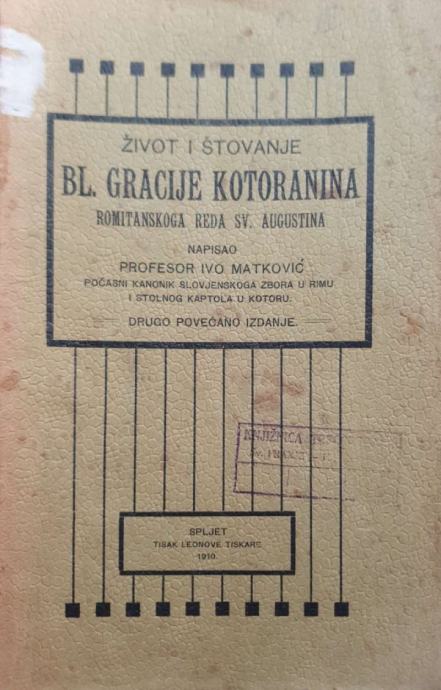 ŽIVOT I ŠTOVANJE
BL. GRACIJE KOTORANINA
ROMITANSKOGA REDA SV. AUGUSTINA
NAPISAO
PROFESOR IVO MATKOVIĆ
POČASNI KANONIK SLOVJENSKOGA ZBORA U RIMU
I STOLNOG KAPTOLA U KOTORU.
DRUGO POVEĆANO IZDANJE.
KNJIŽNICA
SPLJET
TISAK LEONOVE TISKARE
1910.